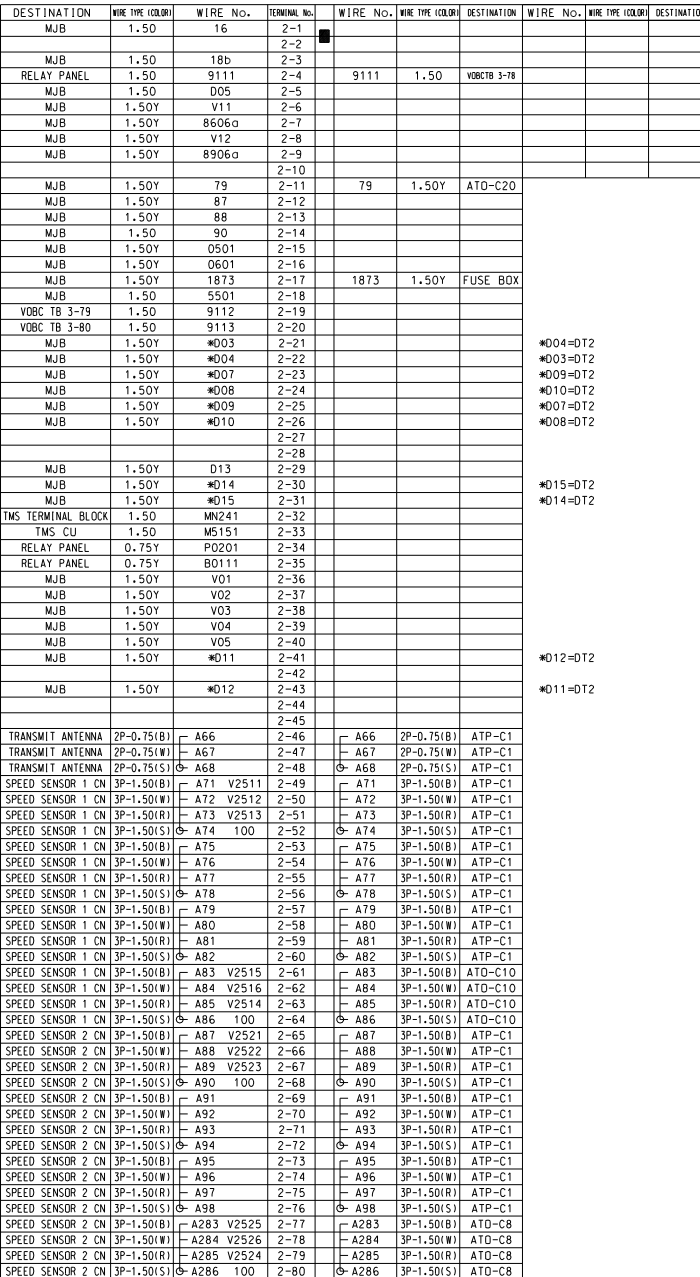 DESTINATION WIRE TYPE (COLOR) WIRE No. TERMINAL No. WIRE No. WIRE TYPE (COLOR) DESTINATION WIRE No. WIRE TYPE (COLOR) DESTINATIO
MJB 1.50 16 2-1
2-2
MJB 1.50 18b 2-3
RELAY PANEL 1.50 9111 2-4 9111 1.50 VOBCTB 3-78
MJB 1.50 D05 2-5
MJB 1.50Y V11 2-6
MJB 1.50Y 8606a 2-7
MJB 1.50Y V12 2-8
MJB 1.50Y 8906a 2-9
2-10
MJB 1.50Y 79 2-11 79 1.50Y ATO-C20
MJB 1.50Y 87 2-12
MJB 1.50Y 88 2-13
MJB 1.50 90 2-14
MJB 1.50Y 0501 2-15
MJB 1.50Y 0601 2-16
MJB 1.50Y 1873 2-17 1873 1.50Y FUSE BOX
MJB 1.50 5501 2-18
VOBC TB 3-79 1.50 9112 2-19
VOBC TB 3-80 1.50 9113 2-20
MJB 1.50Y *D03 2-21 *D04=DT2
MJB 1.50Y *D04 2-22 *D03=DT2
MJB 1.50Y *D07 2-23 *D09=DT2
MJB 1.50Y *D08 2-24 *D10=DT2
MJB 1.50Y *D09 2-25 *D07=DT2
MJB 1.50Y *D10 2-26 *D08=DT2
2-27
2-28
MJB 1.50Y D13 2-29
MJB 1.50Y *D14 2-30 *D15=DT2
MJB 1.50Y *D15 2-31 *D14=DT2
TMS TERMINAL BLOCK 1.50 MN241 2-32
TMS CU 1.50 M5151 2-33
RELAY PANEL 0.75Y P0201 2-34
RELAY PANEL 0.75Y B0111 2-35
MJB 1.50Y V01 2-36
MJB 1.50Y V02 2-37
MJB 1.50Y V03 2-38
MJB 1.50Y V04 2-39
MJB 1.50Y V05 2-40
MJB 1.50Y *D11 2-41 *D12=DT2
2-42
MJB 1.50Y *D12 2-43 *D11=DT2
2-44
2-45
TRANSMIT ANTENNA 2P-0.75(B) A66 2-46 A66 2P-0.75(B) ATP-C1
TRANSMIT ANTENNA 2P-0.75(W) A67 2-47 A67 2P-0.75(W) ATP-C1
TRANSMIT ANTENNA 2P-0.75(S) A68 2-48 A68 2P-0.75(S) ATP-C1
SPEED SENSOR 1 CN 3P-1.50(B) A71 V2511 2-49 A71 3P-1.50(B) ATP-C1
SPEED SENSOR 1 CN 3P-1.50(W) A72 V2512 2-50 A72 3P-1.50(W) ATP-C1
SPEED SENSOR 1 CN 3P-1.50(R) A73 V2513 2-51 A73 3P-1.50(R) ATP-C1
SPEED SENSOR 1 CN 3P-1.50(S) A74 100 2-52 A74 3P-1.50(S) ATP-C1
SPEED SENSOR 1 CN 3P-1.50(B) A75 2-53 A75 3P-1.50(B) ATP-C1
SPEED SENSOR 1 CN 3P-1.50(W) A76 2-54 A76 3P-1.50(W) ATP-C1
SPEED SENSOR 1 CN 3P-1.50(R) A77 2-55 A77 3P-1.50(R) ATP-C1
SPEED SENSOR 1 CN 3P-1.50(S) A78 2-56 A78 3P-1.50(S) ATP-C1
SPEED SENSOR 1 CN 3P-1.50(B) A79 2-57 A79 3P-1.50(B) ATP-C1
SPEED SENSOR 1 CN 3P-1.50(W) A80 2-58 A80 3P-1.50(W) ATP-C1
SPEED SENSOR 1 CN 3P-1.50(R) A81 2-59 A81 3P-1.50(R) ATP-C1
SPEED SENSOR 1 CN 3P-1.50(S) A82 2-60 A82 3P-1.50(S) ATP-C1
SPEED SENSOR 1 CN 3P-1.50(B) A83 V2515 2-61 A83 3P-1.50(B) ATO-C10
SPEED SENSOR 1 CN 3P-1.50(W) A84 V2516 2-62 A84 3P-1.50(W) ATO-C10
SPEED SENSOR 1 CN 3P-1.50(R) A85 V2514 2-63 A85 3P-1.50(R) ATO-C10
SPEED SENSOR 1 CN 3P-1.50(S) A86 100 2-64 A86 3P-1.50(S) ATO-C10
SPEED SENSOR 2 CN 3P-1.50(B) A87 V2521 2-65 A87 3P-1.50(B) ATP-C1
SPEED SENSOR 2 CN 3P-1.50(W) A88 V2522 2-66 A88 3P-1.50(W) ATP-C1
SPEED SENSOR 2 CN 3P-1.50(R) A89 V2523 2-67 A89 3P-1.50(R) ATP-C1
SPEED SENSOR 2 CN 3P-1.50(S) A90 100 2-68 A90 3P-1.50(S) ATP-C1
SPEED SENSOR 2 CN 3P-1.50(B) A91 2-69 A91 3P-1.50(B) ATP-C1
SPEED SENSOR 2 CN 3P-1.50(W) A92 2-70 A92 3P-1.50(W) ATP-C1
SPEED SENSOR 2 CN 3P-1.50(R) A93 2-71 A93 3P-1.50(R) ATP-C1
SPEED SENSOR 2 CN 3P-1.50(S) A94 2-72 A94 3P-1.50(S) ATP-C1
SPEED SENSOR 2 CN 3P-1.50(B) A95 2-73 A95 3P-1.50(B) ATP-C1
SPEED SENSOR 2 CN 3P-1.50(W) A96 2-74 A96 3P-1.50(W) ATP-C1
SPEED SENSOR 2 CN 3P-1.50(R) A97 2-75 A97 3P-1.50(R) ATP-C1
SPEED SENSOR 2 CN 3P-1.50(S) A98 2-76 A98 3P-1.50(S) ATP-C1
SPEED SENSOR 2 CN 3P-1.50(B) A283 V2525 2-77 A283 3P-1.50(B) ATO-C8
SPEED SENSOR 2 CN 3P-1.50(W) A284 V2526 2-78 A284 3P-1.50(W) ATO-C8
SPEED SENSOR 2 CN 3P-1.50(R) A285 V2524 2-79 A285 3P-1.50(R) ATO-C8
SPEED SENSOR 2 CN 3P-1.50(S) A286 100 2-80 A286 3P-1.50(S) ATO-C8